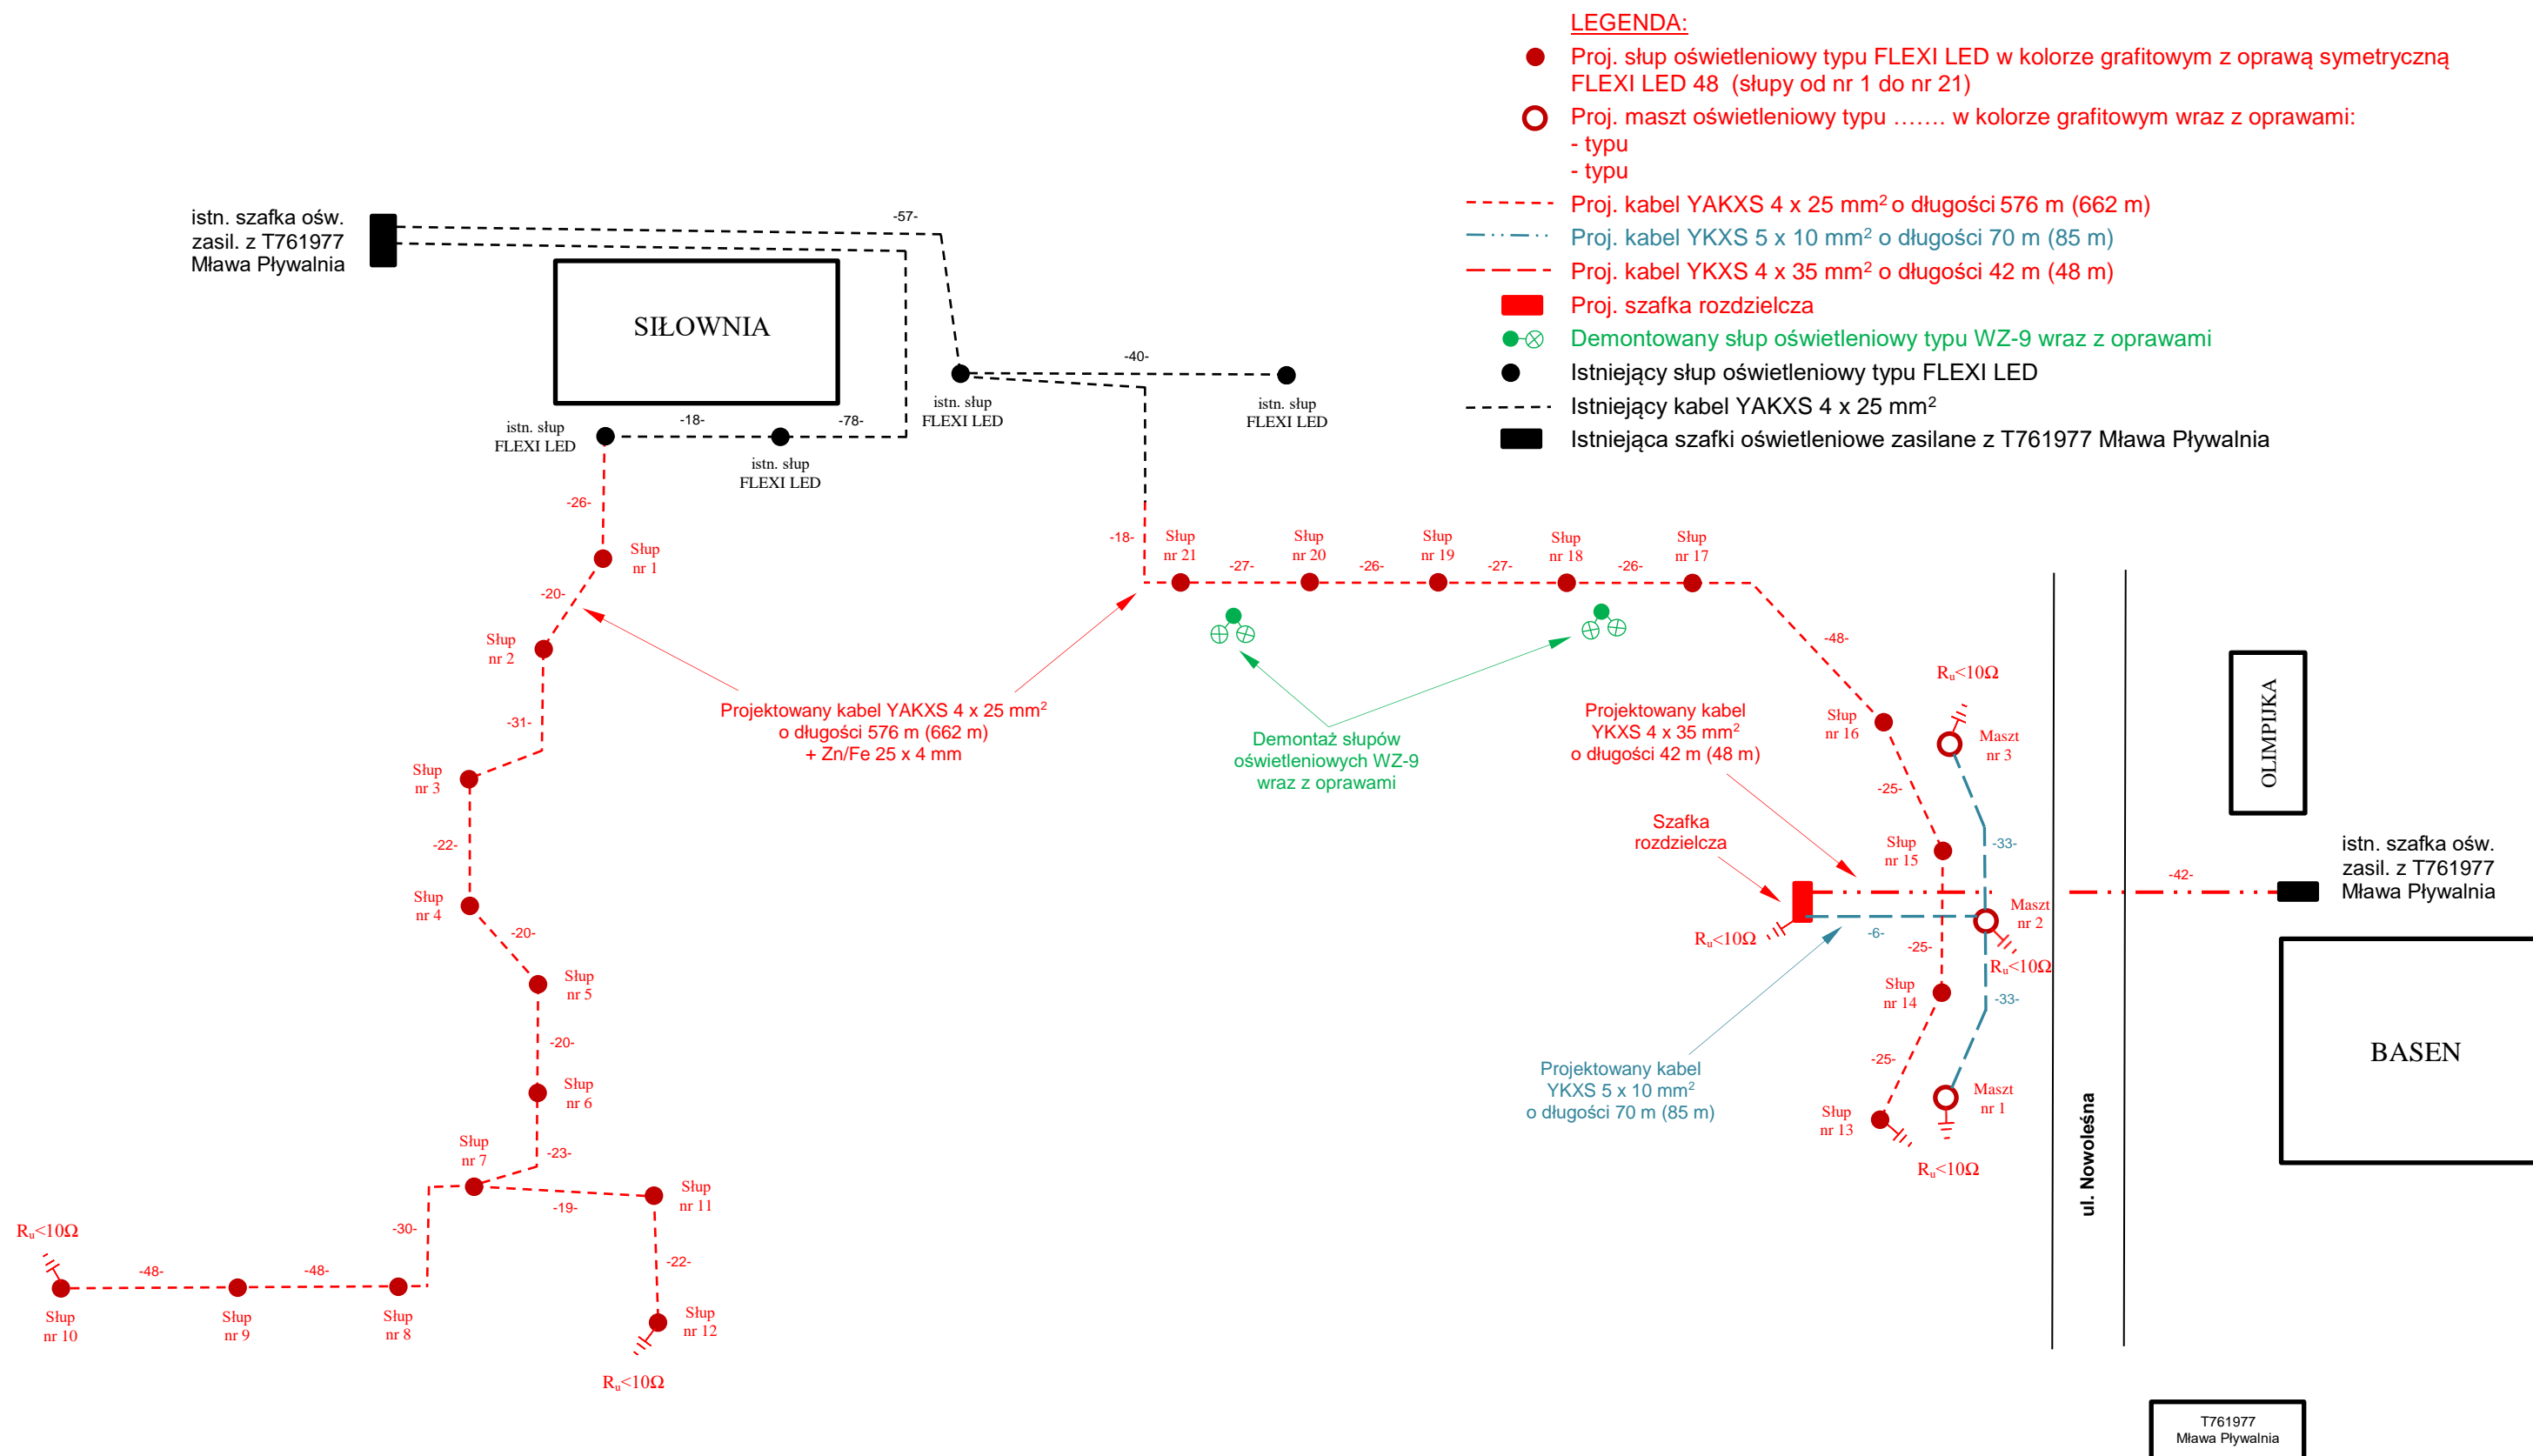 LEGENDA:
Proj. słup oświetleniowy typu FLEXI LED w kolorze grafitowym z oprawą symetryczną
FLEXI LED 48 (słupy od nr 1 do nr 21)
Proj. maszt oświetleniowy typu ……. w kolorze grafitowym wraz z oprawami:
- typu
- typu
Proj. kabel YAKXS 4 x 25 mm² o długości 576 m (662 m)
Proj. kabel YKXS 5 x 10 mm² o długości 70 m (85 m)
Proj. kabel YKXS 4 x 35 mm² o długości 42 m (48 m)
Proj. szafka rozdzielcza
Demontowany słup oświetleniowy typu WZ-9 wraz z oprawami
Istniejący słup oświetleniowy typu FLEXI LED
Istniejący kabel YAKXS 4 x 25 mm²
Istniejąca szafki oświetleniowe zasilane z T761977 Mława Pływalnia
istn. szafka ośw.
zasil. z T761977
Mława Pływalnia
-57-
SIŁOWNIA
-40-
istn. słup
FLEXI LED
istn. słup
FLEXI LED
istn. słup
FLEXI LED
-18-
-78-
istn. słup
FLEXI LED
-26-
Słup
nr 1
-20-
Słup
nr 2
-31-
Słup
nr 3
-22-
Słup
nr 4
-20-
Słup
nr 5
-20-
Słup
nr 6
-23-
Słup
nr 7
-19-
Słup
nr 11
-22-
Słup
nr 12
Rᵤ<10Ω
-30-
Słup
nr 8
-48-
Słup
nr 9
-48-
Słup
nr 10
Rᵤ<10Ω
Projektowany kabel YAKXS 4 x 25 mm²
o długości 576 m (662 m)
+ Zn/Fe 25 x 4 mm
-18-
Słup
nr 21
-27-
Słup
nr 20
-26-
Słup
nr 19
-27-
Słup
nr 18
-26-
Słup
nr 17
-48-
Demontaż słupów
oświetleniowych WZ-9
wraz z oprawami
Projektowany kabel
YKXS 4 x 35 mm²
o długości 42 m (48 m)
Słup
nr 16
Rᵤ<10Ω
Maszt
nr 3
-25-
Szafka
rozdzielcza
Słup
nr 15
-33-
Rᵤ<10Ω
-6-
-25-
Maszt
nr 2
Rᵤ<10Ω
Słup
nr 14
-33-
-25-
Projektowany kabel
YKXS 5 x 10 mm²
o długości 70 m (85 m)
Słup
nr 13
Rᵤ<10Ω
Maszt
nr 1
ul. Nowoleśna
OLIMPIJKA
-42-
istn. szafka ośw.
zasil. z T761977
Mława Pływalnia
BASEN
T761977
Mława Pływalnia